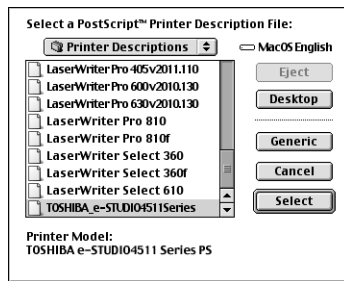 Select a PostScript™ Printer Description File:
Printer Descriptions
MacOS English
LaserWriter Pro 405 v2011.110
LaserWriter Pro 600 v2010.130
LaserWriter Pro 630 v2010.130
LaserWriter Pro 810
LaserWriter Pro 810f
LaserWriter Select 360
LaserWriter Select 360f
LaserWriter Select 610
TOSHIBA_e-STUDIO4511Series
Eject
Desktop
Generic
Cancel
Select
Printer Model:
TOSHIBA e-STUDIO4511 Series PS